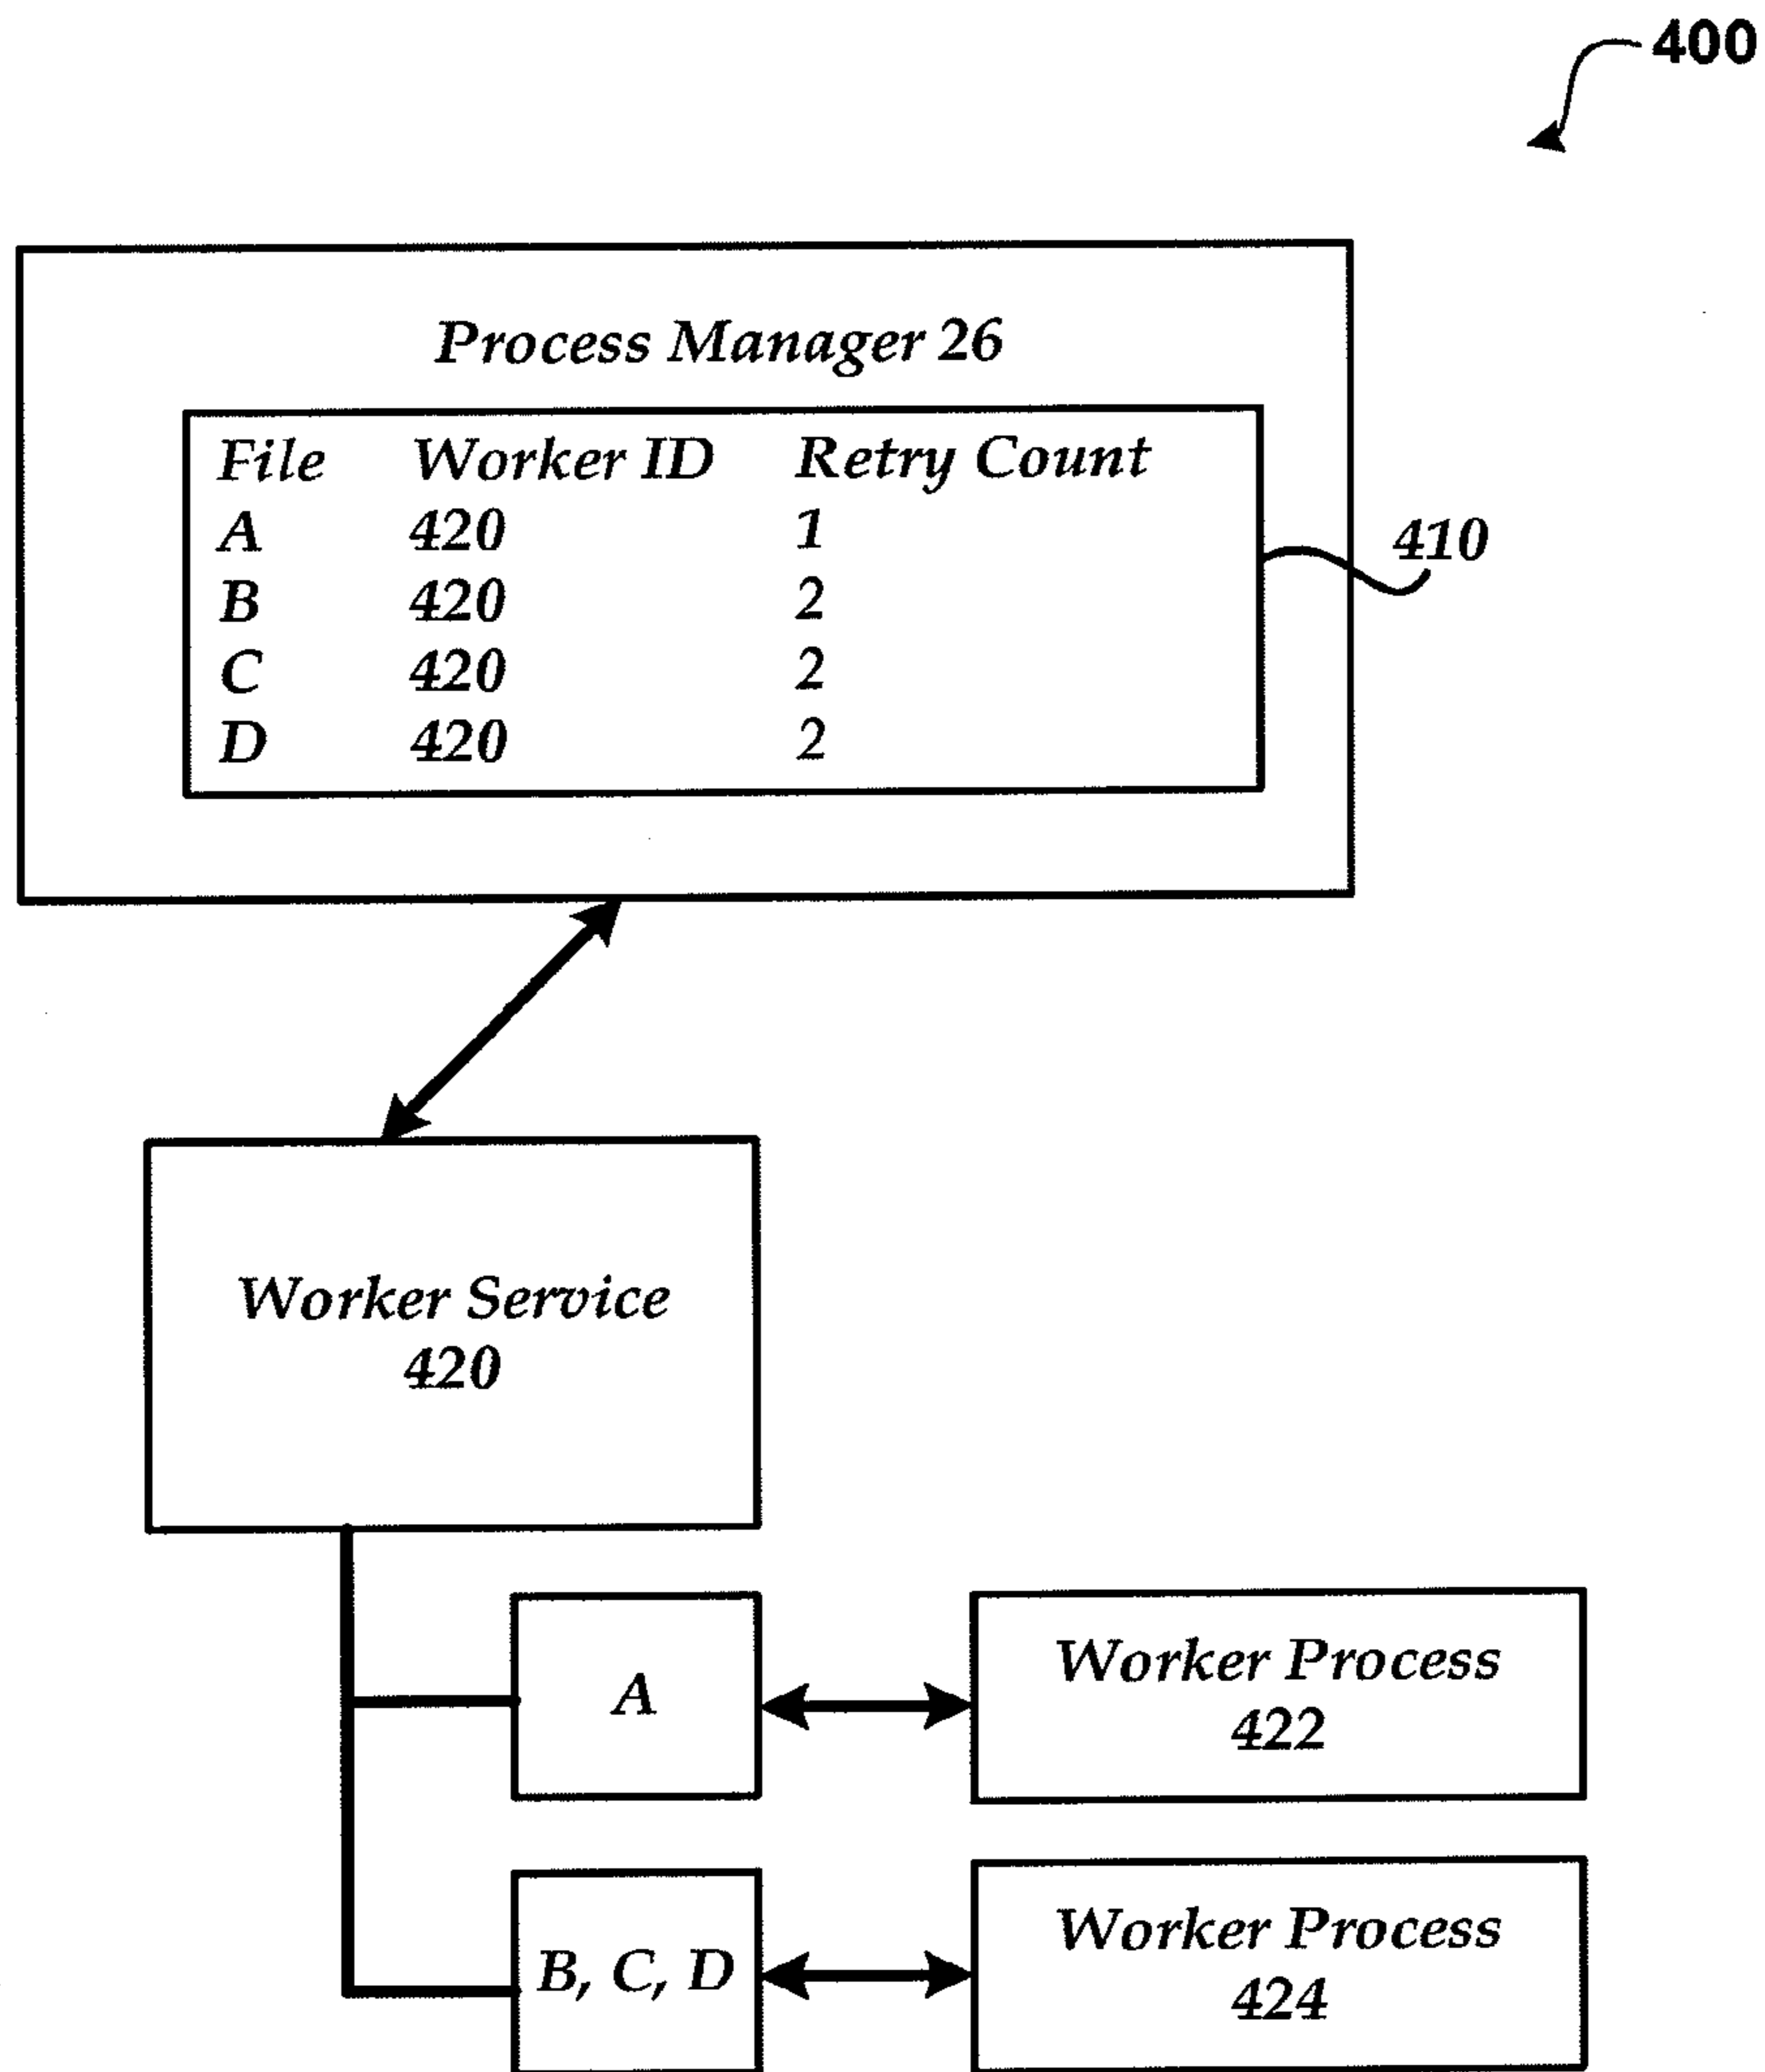 400
Process Manager 26
File Worker ID Retry Count
A 420 1
410
B 420 2
C 420 2
D 420 2
Worker Service
420
A
Worker Process
422
B, C, D
Worker Process
424